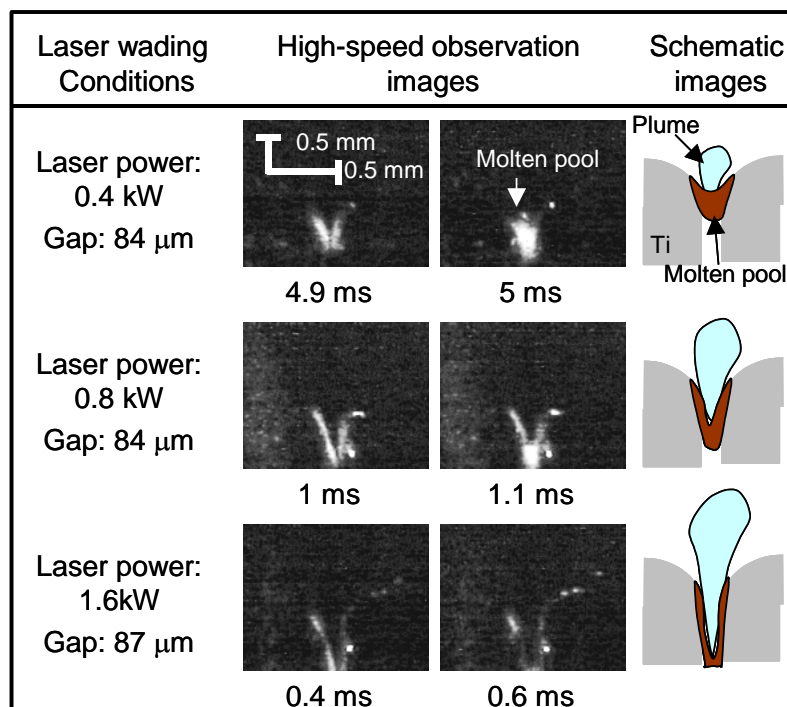 Laser wading
Conditions
High-speed observation
images
Schematic
images
Laser power:
0.4 kW
Gap: 84 μm
0.5 mm
0.5 mm
Molten pool
4.9 ms
5 ms
Plume
Ti
Molten pool
Laser power:
0.8 kW
Gap: 84 μm
1 ms
1.1 ms
Laser power:
1.6kW
Gap: 87 μm
0.4 ms
0.6 ms